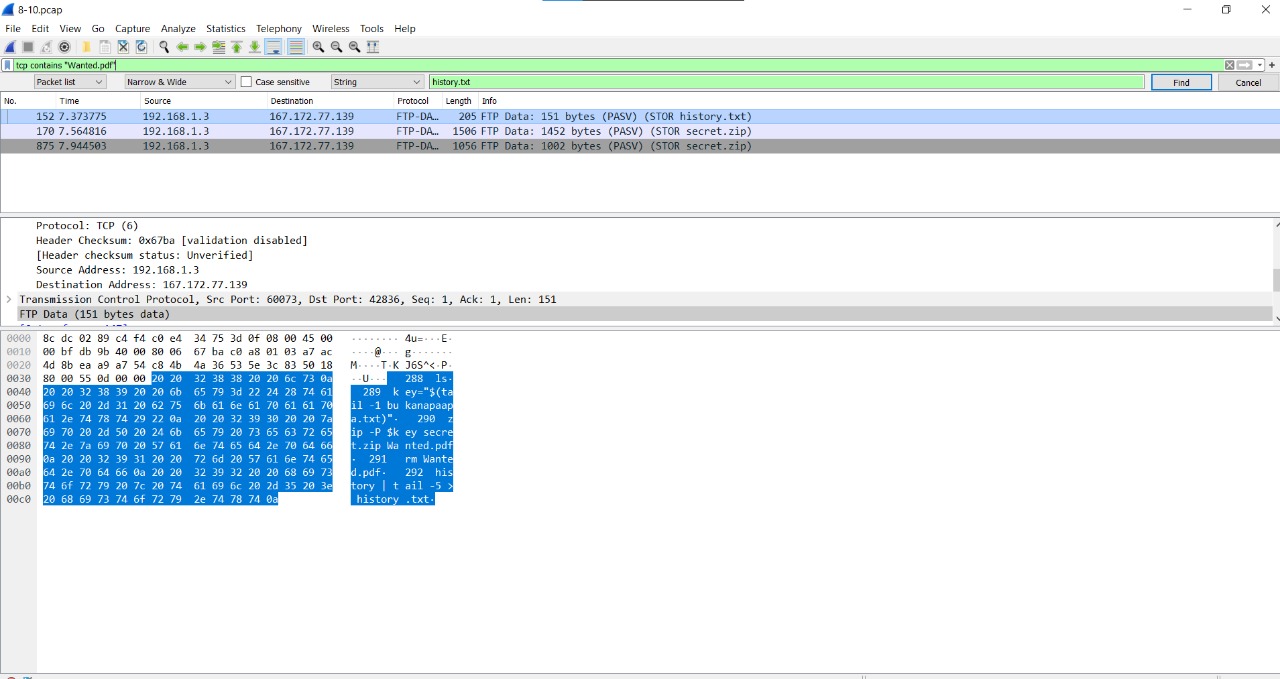 8-10.pcap
File Edit View Go Capture Analyze Statistics Telephony Wireless Tools Help
tcp contains "Wanted.pdf"
Packet list Narrow & Wide Case sensitive String history.txt Find Cancel
No. Time Source Destination Protocol Length Info
152 7.373775 192.168.1.3 167.172.77.139 FTP-DA… 205 FTP Data: 151 bytes (PASV) (STOR history.txt)
170 7.564816 192.168.1.3 167.172.77.139 FTP-DA… 1506 FTP Data: 1452 bytes (PASV) (STOR secret.zip)
875 7.944503 192.168.1.3 167.172.77.139 FTP-DA… 1056 FTP Data: 1002 bytes (PASV) (STOR secret.zip)
Protocol: TCP (6)
Header Checksum: 0x67ba [validation disabled]
[Header checksum status: Unverified]
Source Address: 192.168.1.3
Destination Address: 167.172.77.139
Transmission Control Protocol, Src Port: 60073, Dst Port: 42836, Seq: 1, Ack: 1, Len: 151
FTP Data (151 bytes data)
0000 8c dc 02 89 c4 f4 c0 e4 34 75 3d 0f 08 00 45 00 ········ 4u=···E·
0010 00 bf db 9b 40 00 80 06 67 ba c0 a8 01 03 a7 ac ····@··· g·······
0020 4d 8b ea a9 a7 54 c8 4b 4a 36 53 5e 3c 83 50 18 M····T·K J6S^<·P·
0030 80 00 55 0d 00 00 20 20 32 38 38 20 20 6c 73 0a ··U··· 288 ls·
0040 20 20 32 38 39 20 20 6b 65 79 3d 22 24 28 74 61 289 k ey="$(ta
0050 69 6c 20 2d 31 20 62 75 6b 61 6e 61 70 61 61 70 il -1 bu kanapaap
0060 61 2e 74 78 74 29 22 0a 20 20 32 39 30 20 20 7a a.txt)"· 290 z
0070 69 70 20 2d 50 20 24 6b 65 79 20 73 65 63 72 65 ip -P $k ey secre
0080 74 2e 7a 69 70 20 57 61 6e 74 65 64 2e 70 64 66 t.zip Wa nted.pdf
0090 0a 20 20 32 39 31 20 20 72 6d 20 57 61 6e 74 65 · 291 rm Wante
00a0 64 2e 70 64 66 0a 20 20 32 39 32 20 20 68 69 73 d.pdf· 292 his
00b0 74 6f 72 79 20 7c 20 74 61 69 6c 20 2d 35 20 3e tory | t ail -5 >
00c0 20 68 69 73 74 6f 72 79 2e 74 78 74 0a history .txt·